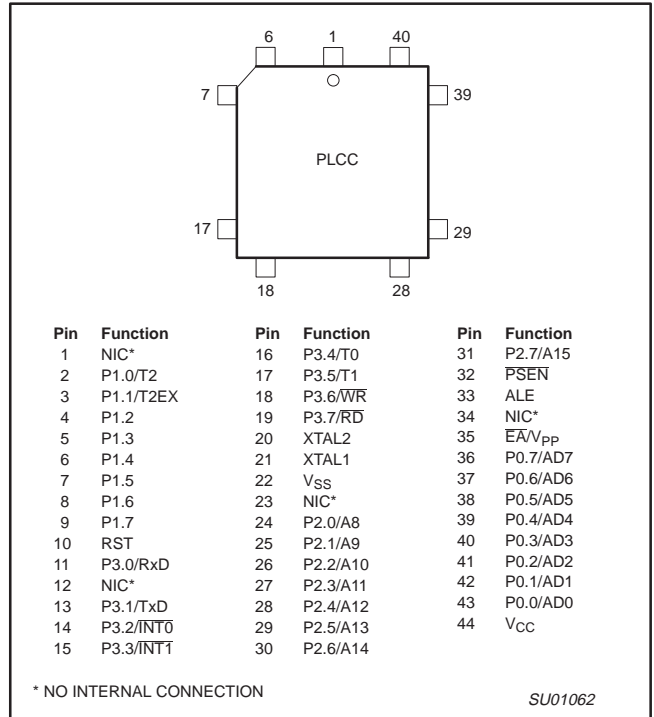 6 1 40
7 39
PLCC
17 29
18 28
Pin Function
1 NIC*
2 P1.0/T2
3 P1.1/T2EX
4 P1.2
5 P1.3
6 P1.4
7 P1.5
8 P1.6
9 P1.7
10 RST
11 P3.0/RxD
12 NIC*
13 P3.1/TxD
14 P3.2/I̅N̅T̅0̅
15 P3.3/I̅N̅T̅1̅
Pin Function
16 P3.4/T0
17 P3.5/T1
18 P3.6/W̅R̅
19 P3.7/R̅D̅
20 XTAL2
21 XTAL1
22 VSS
23 NIC*
24 P2.0/A8
25 P2.1/A9
26 P2.2/A10
27 P2.3/A11
28 P2.4/A12
29 P2.5/A13
30 P2.6/A14
Pin Function
31 P2.7/A15
32 P̅S̅E̅N̅
33 ALE
34 NIC*
35 E̅A̅/VPP
36 P0.7/AD7
37 P0.6/AD6
38 P0.5/AD5
39 P0.4/AD4
40 P0.3/AD3
41 P0.2/AD2
42 P0.1/AD1
43 P0.0/AD0
44 VCC
* NO INTERNAL CONNECTION
SU01062